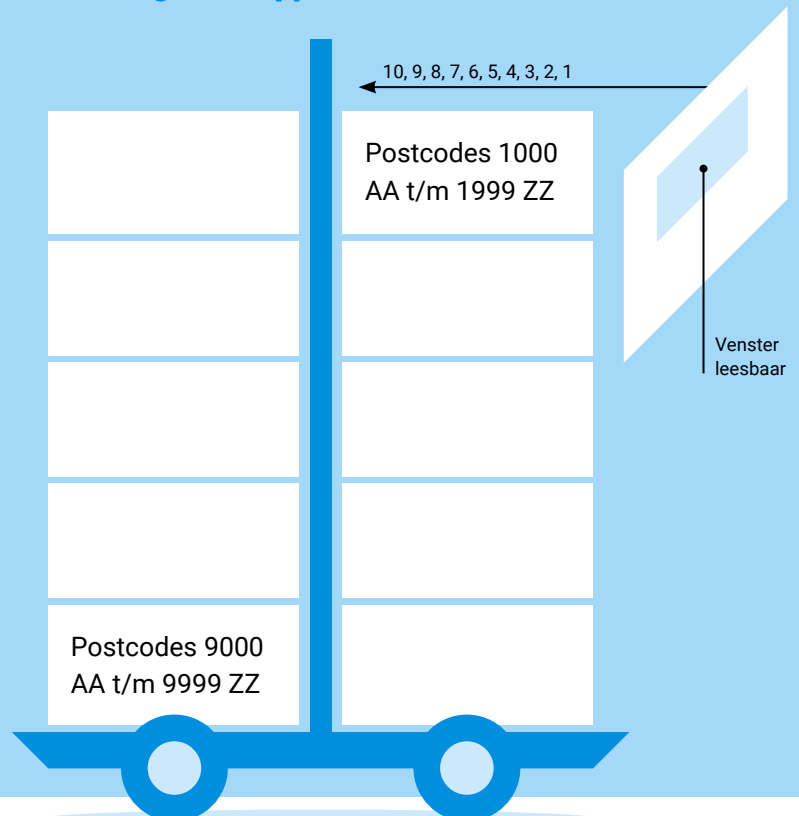 10, 9, 8, 7, 6, 5, 4, 3, 2, 1
Postcodes 1000
AA t/m 1999 ZZ
Venster
leesbaar
Postcodes 9000
AA t/m 9999 ZZ